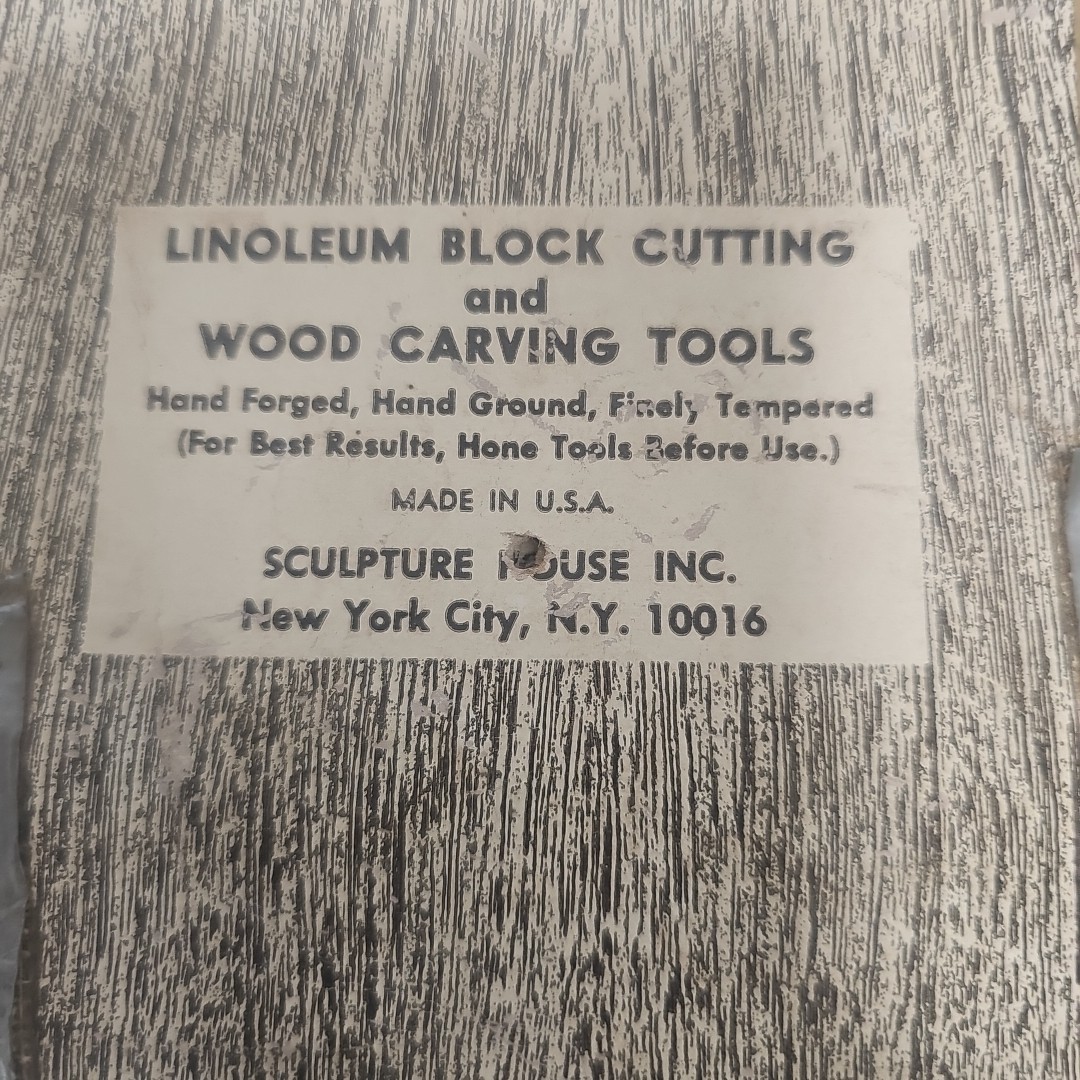 LINOLEUM BLOCK CUTTING
and
WOOD CARVING TOOLS
Hand Forged, Hand Ground, Finely Tempered
(For Best Results, Hone Tools Before Use.)
MADE IN U.S.A.
SCULPTURE HOUSE INC.
New York City, N.Y. 10016